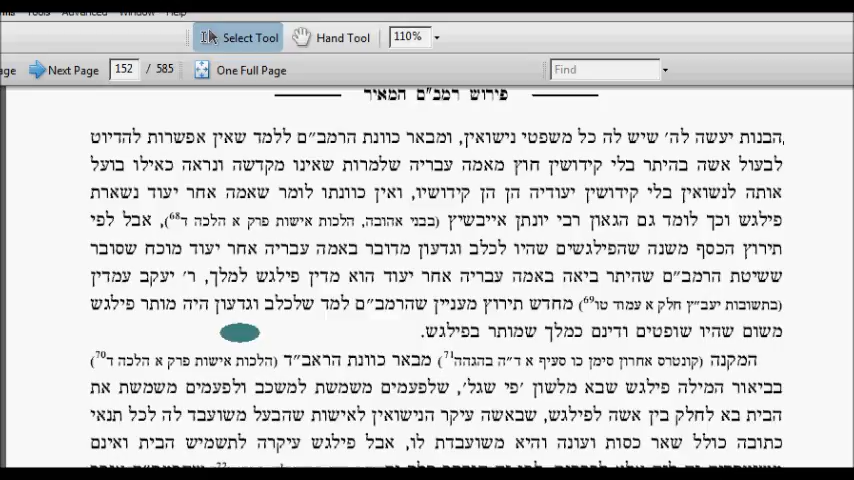 Tools Advanced Window Help
Select Tool Hand Tool 110%
Next Page 152 / 585 One Full Page Find
פירוש רמב"ם המאיר
הבנות יעשה לה' שיש לה כל משפטי נישואין, ומבאר כוונת הרמב"ם ללמד שאין אפשרות להדיוט
לבעול אשה בהיתר בלי קידושין חוץ מאמה עבריה שלמרות שאינו מקדשה ונראה כאילו בועל
אותה לנשואין בלי קידושין יעודיה הן הן קידושיו, ואין כוונתו לומר שאמה אחר יעוד נשארת
פילגש וכך לומד גם הגאון רבי יונתן אייבשיץ (בבני אהובה, הלכות אישות פרק א הלכה ד68), אבל לפי
תירוץ הכסף משנה שהפילגשים שהיו לכלב וגדעון מדובר באמה עבריה אחר יעוד מוכח שסובר
ששיטת הרמב"ם שהיתר ביאה באמה עבריה אחר יעוד הוא מדין פילגש למלך, ר' יעקב עמדין
(בתשובות יעב"ץ חלק א עמוד טו69) מחדש תירוץ מעניין שהרמב"ם למד שלכלב וגדעון היה מותר פילגש
משום שהיו שופטים ודינם כמלך שמותר בפילגש.
המקנה (קונטרס אחרון סימן כו סעיף א ד"ה בהגהה71) מבאר כוונת הראב"ד (הלכות אישות פרק א הלכה ד70)
בביאור המילה פילגש שבא מלשון 'פי שגל', שלפעמים משמשת למשכב ולפעמים משמשת את
הבית בא לחלק בין אשה לפילגש, שבאשה עיקר הנישואין לאישות שהבעל משועבד לה לכל תנאי
כתובה כולל שאר כסות ועונה והיא משועבדת לו, אבל פילגש עיקרה לתשמיש הבית ואינם